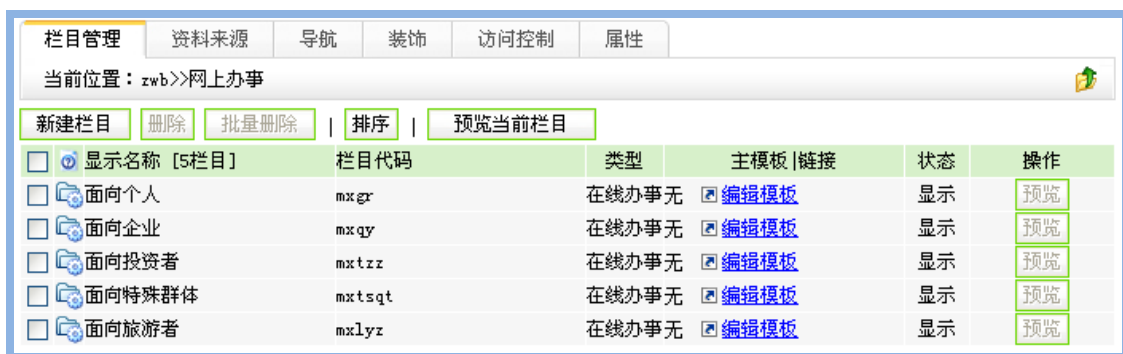 栏目管理 资料来源 导航 装饰 访问控制 属性
当前位置：zwb>>网上办事
新建栏目 删除 批量删除 | 排序 | 预览当前栏目
显示名称 [5栏目] 栏目代码 类型 主模板|链接 状态 操作
面向个人 mxgr 在线办事 无 编辑模板 显示 预览
面向企业 mxqy 在线办事 无 编辑模板 显示 预览
面向投资者 mxtzz 在线办事 无 编辑模板 显示 预览
面向特殊群体 mxtsqt 在线办事 无 编辑模板 显示 预览
面向旅游者 mxlyz 在线办事 无 编辑模板 显示 预览